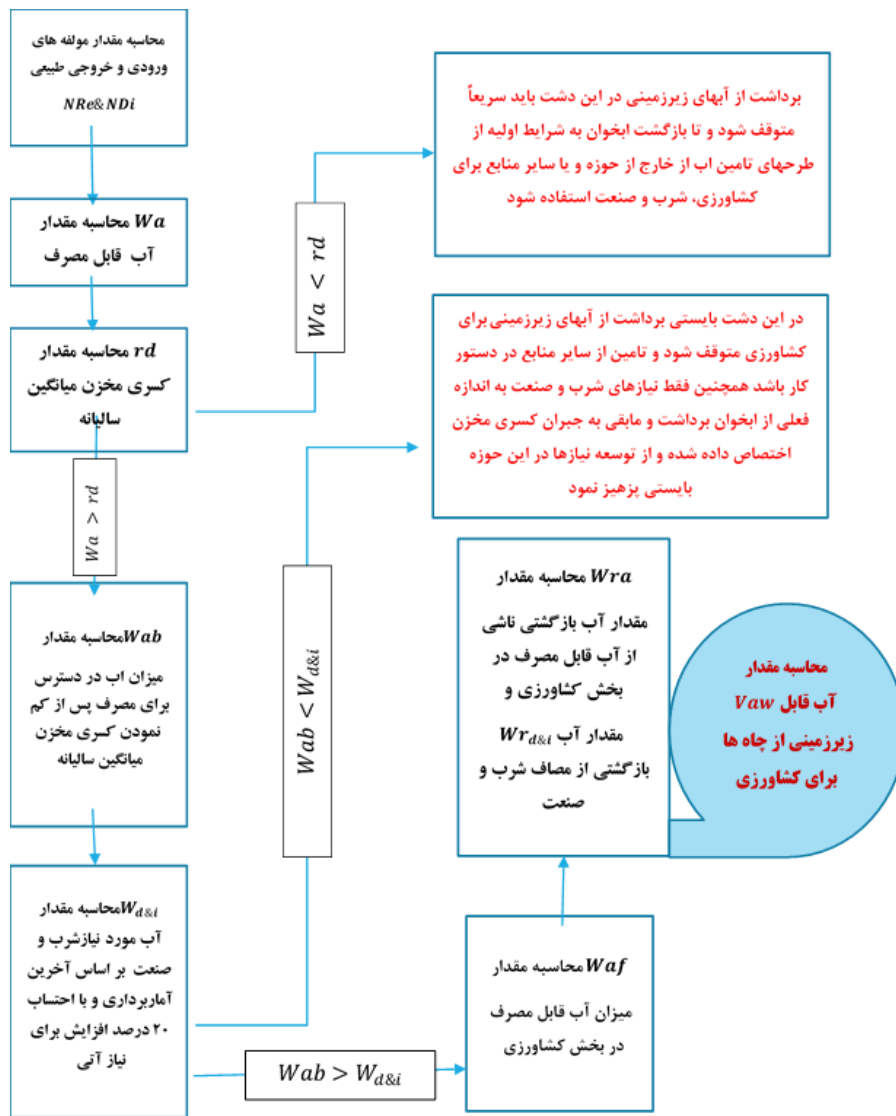 محاسبه مقدار مولفه های
ورودی و خروجی طبیعی
NRe&NDi
Wa محاسبه مقدار
آب قابل مصرف
rd محاسبه مقدار
کسری مخزن میانگین
سالیانه
Wa < rd
برداشت از آبهای زیرزمینی در این دشت باید سریعاً
متوقف شود و تا بازگشت ابخوان به شرایط اولیه از
طرحهای تامین اب از خارج از حوزه و یا سایر منابع برای
کشاورزی، شرب و صنعت استفاده شود
Wa > rd
Wabمحاسبه مقدار
میزان اب در دسترس
برای مصرف پس از کم
نمودن کسری مخزن
میانگین سالیانه
W_{d&i}محاسبه مقدار
آب مورد نیازشرب و
صنعت بر اساس آخرین
آماربرداری و با احتساب
۲۰ درصد افزایش برای
نیاز آتی
Wab < W_{d&i}
در این دشت بایستی برداشت از آبهای زیرزمینی برای
کشاورزی متوقف شود و تامین از سایر منابع در دستور
کار باشد همچنین فقط نیازهای شرب و صنعت به اندازه
فعلی از ابخوان برداشت و مابقی به جبران کسری مخزن
اختصاص داده شده و از توسعه نیازها در این حوزه
بایستی پزهیز نمود
Wab > W_{d&i}
Waf محاسبه مقدار
میزان آب قابل مصرف
در بخش کشاورزی
Wra محاسبه مقدار
مقدار آب بازگشتی ناشی
از آب قابل مصرف در
بخش کشاورزی و
Wr_{d&i} مقدار آب
بازگشتی از مصاف شرب و
صنعت
محاسبه مقدار
Vaw آب قابل
زیرزمینی از چاه ها
برای کشاورزی